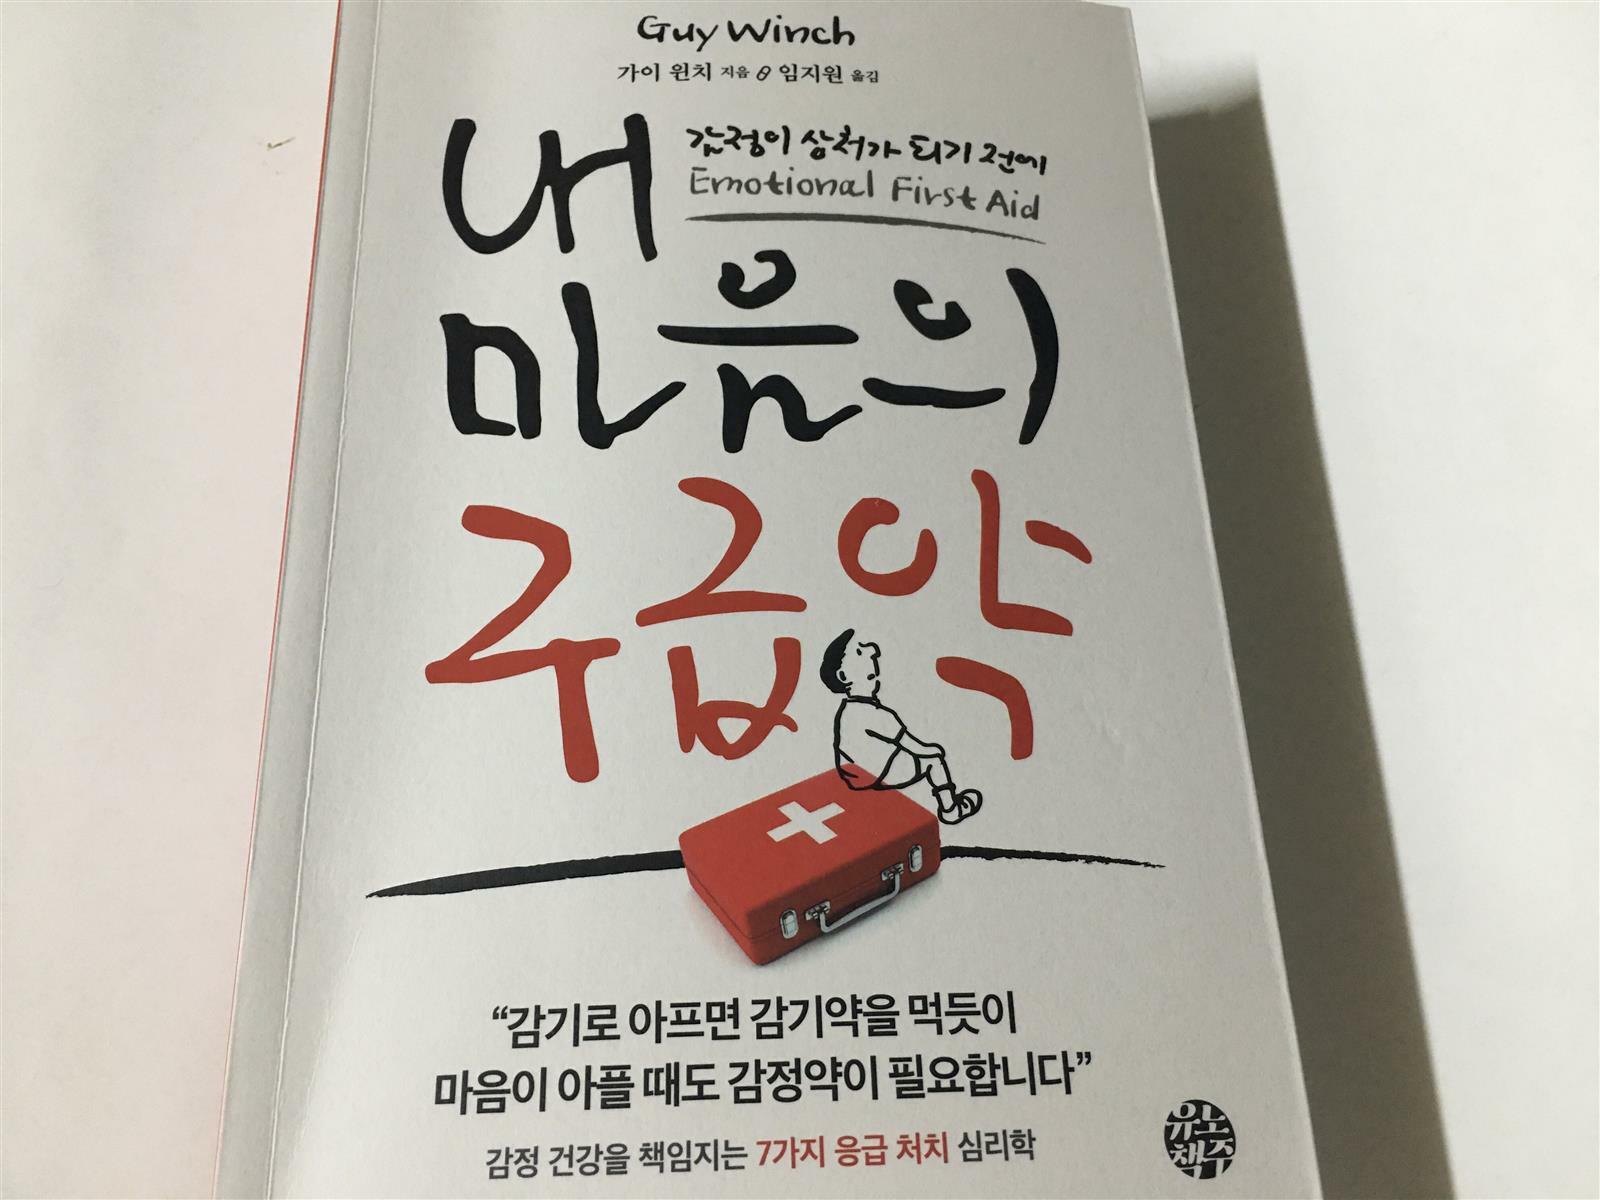 Guy Winch
가이 윈치 지음 임지원 옮김
감정이 상처가 되기 전에
Emotional First Aid
내
마음의
구급약
“감기로 아프면 감기약을 먹듯이
마음이 아플 때도 감정약이 필요합니다”
감정 건강을 책임지는 7가지 응급 처치 심리학
유노
책주